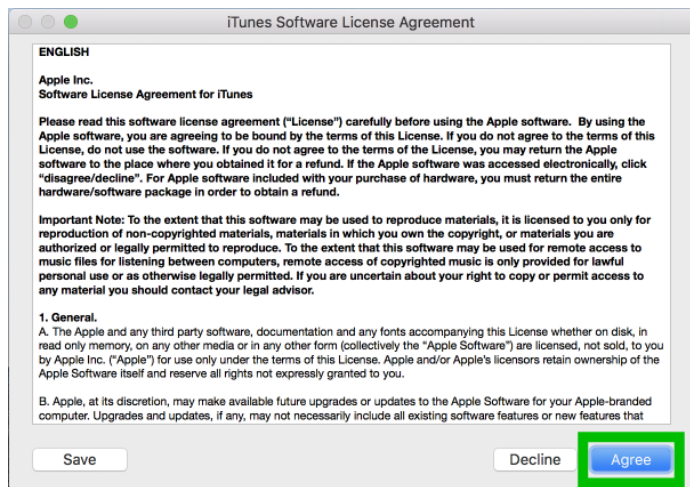 iTunes Software License Agreement
ENGLISH
Apple Inc.
Software License Agreement for iTunes
Please read this software license agreement (“License”) carefully before using the Apple software.  By using the
Apple software, you are agreeing to be bound by the terms of this License. If you do not agree to the terms of this
License, do not use the software. If you do not agree to the terms of the License, you may return the Apple
software to the place where you obtained it for a refund. If the Apple software was accessed electronically, click
“disagree/decline”. For Apple software included with your purchase of hardware, you must return the entire
hardware/software package in order to obtain a refund.
Important Note: To the extent that this software may be used to reproduce materials, it is licensed to you only for
reproduction of non-copyrighted materials, materials in which you own the copyright, or materials you are
authorized or legally permitted to reproduce. To the extent that this software may be used for remote access to
music files for listening between computers, remote access of copyrighted music is only provided for lawful
personal use or as otherwise legally permitted. If you are uncertain about your right to copy or permit access to
any material you should contact your legal advisor.
1. General.
A. The Apple and any third party software, documentation and any fonts accompanying this License whether on disk, in
read only memory, on any other media or in any other form (collectively the “Apple Software”) are licensed, not sold, to you
by Apple Inc. (“Apple”) for use only under the terms of this License. Apple and/or Apple’s licensors retain ownership of the
Apple Software itself and reserve all rights not expressly granted to you.
B. Apple, at its discretion, may make available future upgrades or updates to the Apple Software for your Apple-branded
computer. Upgrades and updates, if any, may not necessarily include all existing software features or new features that
Save
Decline
Agree